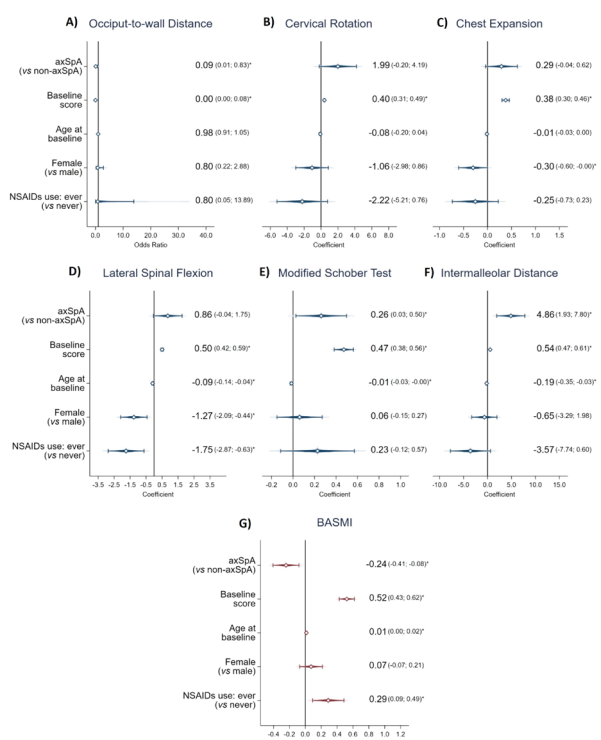 A) Occiput-to-wall Distance
axSpA
(vs non-axSpA)
0.09 (0.01; 0.83)*
Baseline
score
0.00 (0.00; 0.08)*
Age at
baseline
0.98 (0.91; 1.05)
Female
(vs male)
0.80 (0.22; 2.88)
NSAIDs use: ever
(vs never)
0.80 (0.05; 13.89)
0.0 10.0 20.0 30.0 40.0
Odds Ratio
B) Cervical Rotation
1.99 (-0.20; 4.19)
0.40 (0.31; 0.49)*
-0.08 (-0.20; 0.04)
-1.06 (-2.98; 0.86)
-2.22 (-5.21; 0.76)
-6.0 -4.0 -2.0 0.0 2.0 4.0 6.0
Coefficient
C) Chest Expansion
0.29 (-0.04; 0.62)
0.38 (0.30; 0.46)*
-0.01 (-0.03; 0.00)
-0.30 (-0.60; -0.00)*
-0.25 (-0.73; 0.23)
-1.0 -0.5 0.0 0.5 1.0 1.5
Coefficient
D) Lateral Spinal Flexion
axSpA
(vs non-axSpA)
0.86 (-0.04; 1.75)
Baseline
score
0.50 (0.42; 0.59)*
Age at
baseline
-0.09 (-0.14; -0.04)*
Female
(vs male)
-1.27 (-2.09; -0.44)*
NSAIDs use: ever
(vs never)
-1.75 (-2.87; -0.63)*
-3.5 -2.5 -1.5 -0.5 0.5 1.5 2.5
Coefficient
E) Modified Schober Test
0.26 (0.03; 0.50)*
0.47 (0.38; 0.56)*
-0.01 (-0.03; -0.00)*
0.06 (-0.15; 0.27)
0.23 (-0.12; 0.57)
-0.2 0.0 0.2 0.4 0.6 0.8 1.0
Coefficient
F) Intermalleolar Distance
4.86 (1.93; 7.80)*
0.54 (0.47; 0.61)*
-0.19 (-0.35; -0.03)*
-0.65 (-3.29; 1.98)
-3.57 (-7.74; 0.60)
-10.0 -5.0 0.0 5.0 10.0 15.0
Coefficient
G) BASMI
axSpA
(vs non-axSpA)
-0.24 (-0.41; -0.08)*
Baseline
score
0.52 (0.43; 0.62)*
Age at
baseline
0.01 (0.00; 0.02)*
Female
(vs male)
0.07 (-0.07; 0.21)
NSAIDs use: ever
(vs never)
0.29 (0.09; 0.49)*
-0.4 -0.2 0.0 0.2 0.4 0.6 0.8 1.0 1.2
Coefficient